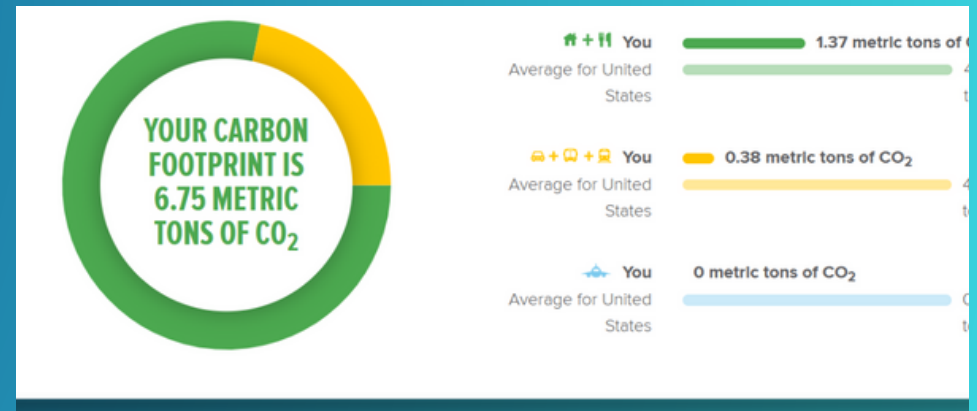 YOUR CARBON
FOOTPRINT IS
6.75 METRIC
TONS OF CO₂
You 1.37 metric tons of
Average for United
States
You 0.38 metric tons of CO₂
Average for United
States
You 0 metric tons of CO₂
Average for United
States